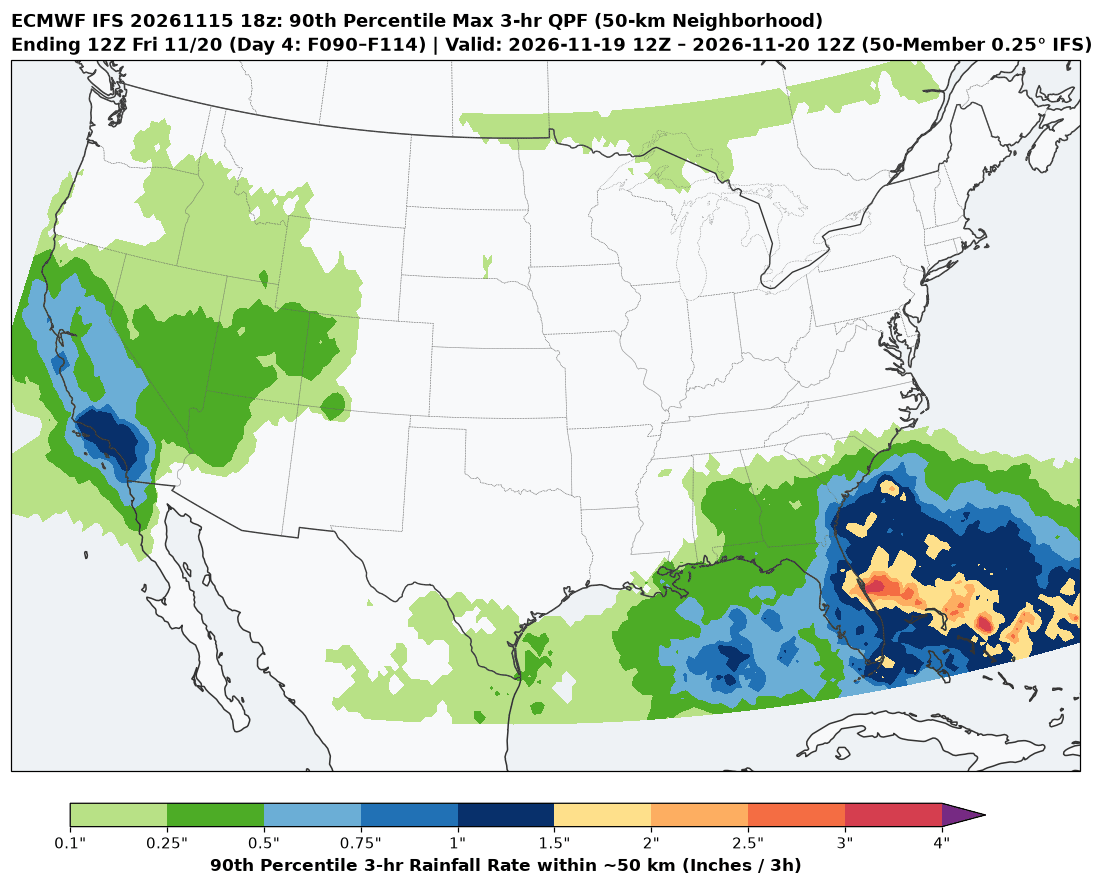 ECMWF IFS 20261115 18z: 90th Percentile Max 3-hr QPF (50-km Neighborhood)
Ending 12Z Fri 11/20 (Day 4: F090–F114) | Valid: 2026-11-19 12Z – 2026-11-20 12Z (50-Member 0.25° IFS)
0.1" 0.25" 0.5" 0.75" 1" 1.5" 2" 2.5" 3" 4"
90th Percentile 3-hr Rainfall Rate within ~50 km (Inches / 3h)